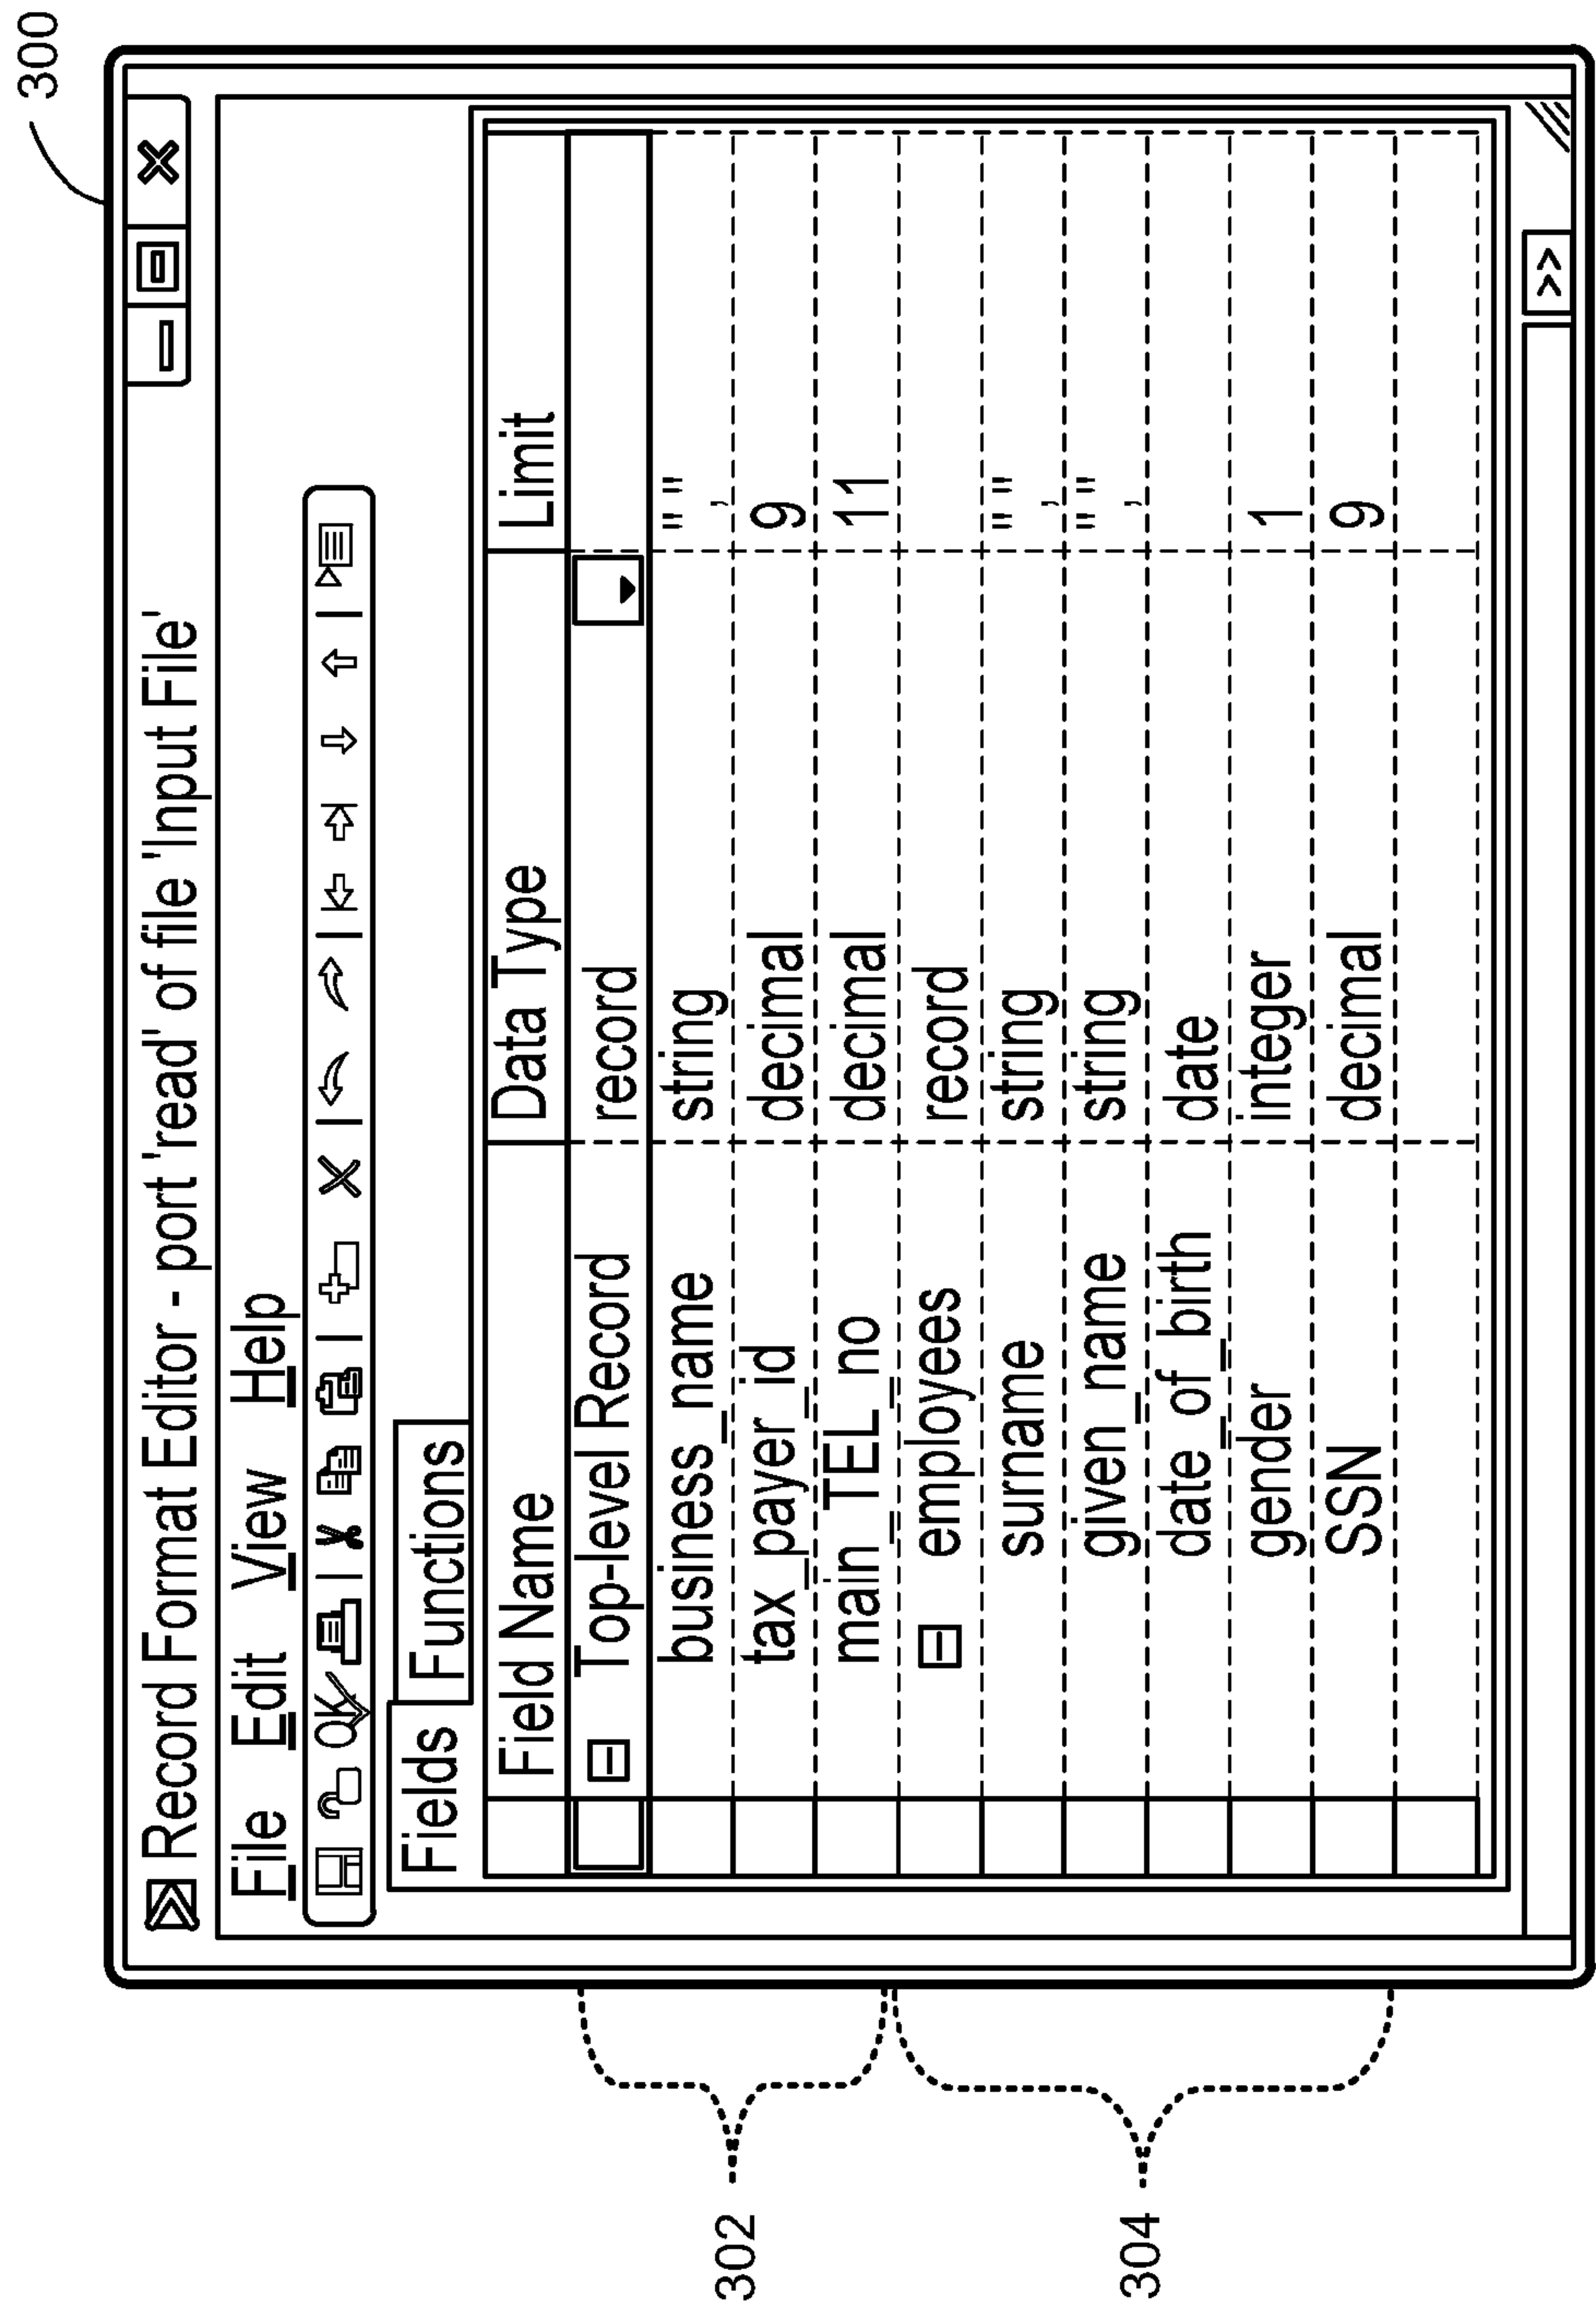 300
Record Format Editor - port 'read' of file 'Input File'
File Edit View Help
OK
Fields Functions
Field Name Data Type Limit
Top-level Record record
business_name string ","
tax_payer_id decimal 9
main_TEL_no decimal 11
employees record
surname string ","
given_name string ","
date_of_birth date
gender integer 1
SSN decimal 9
>>
302
304